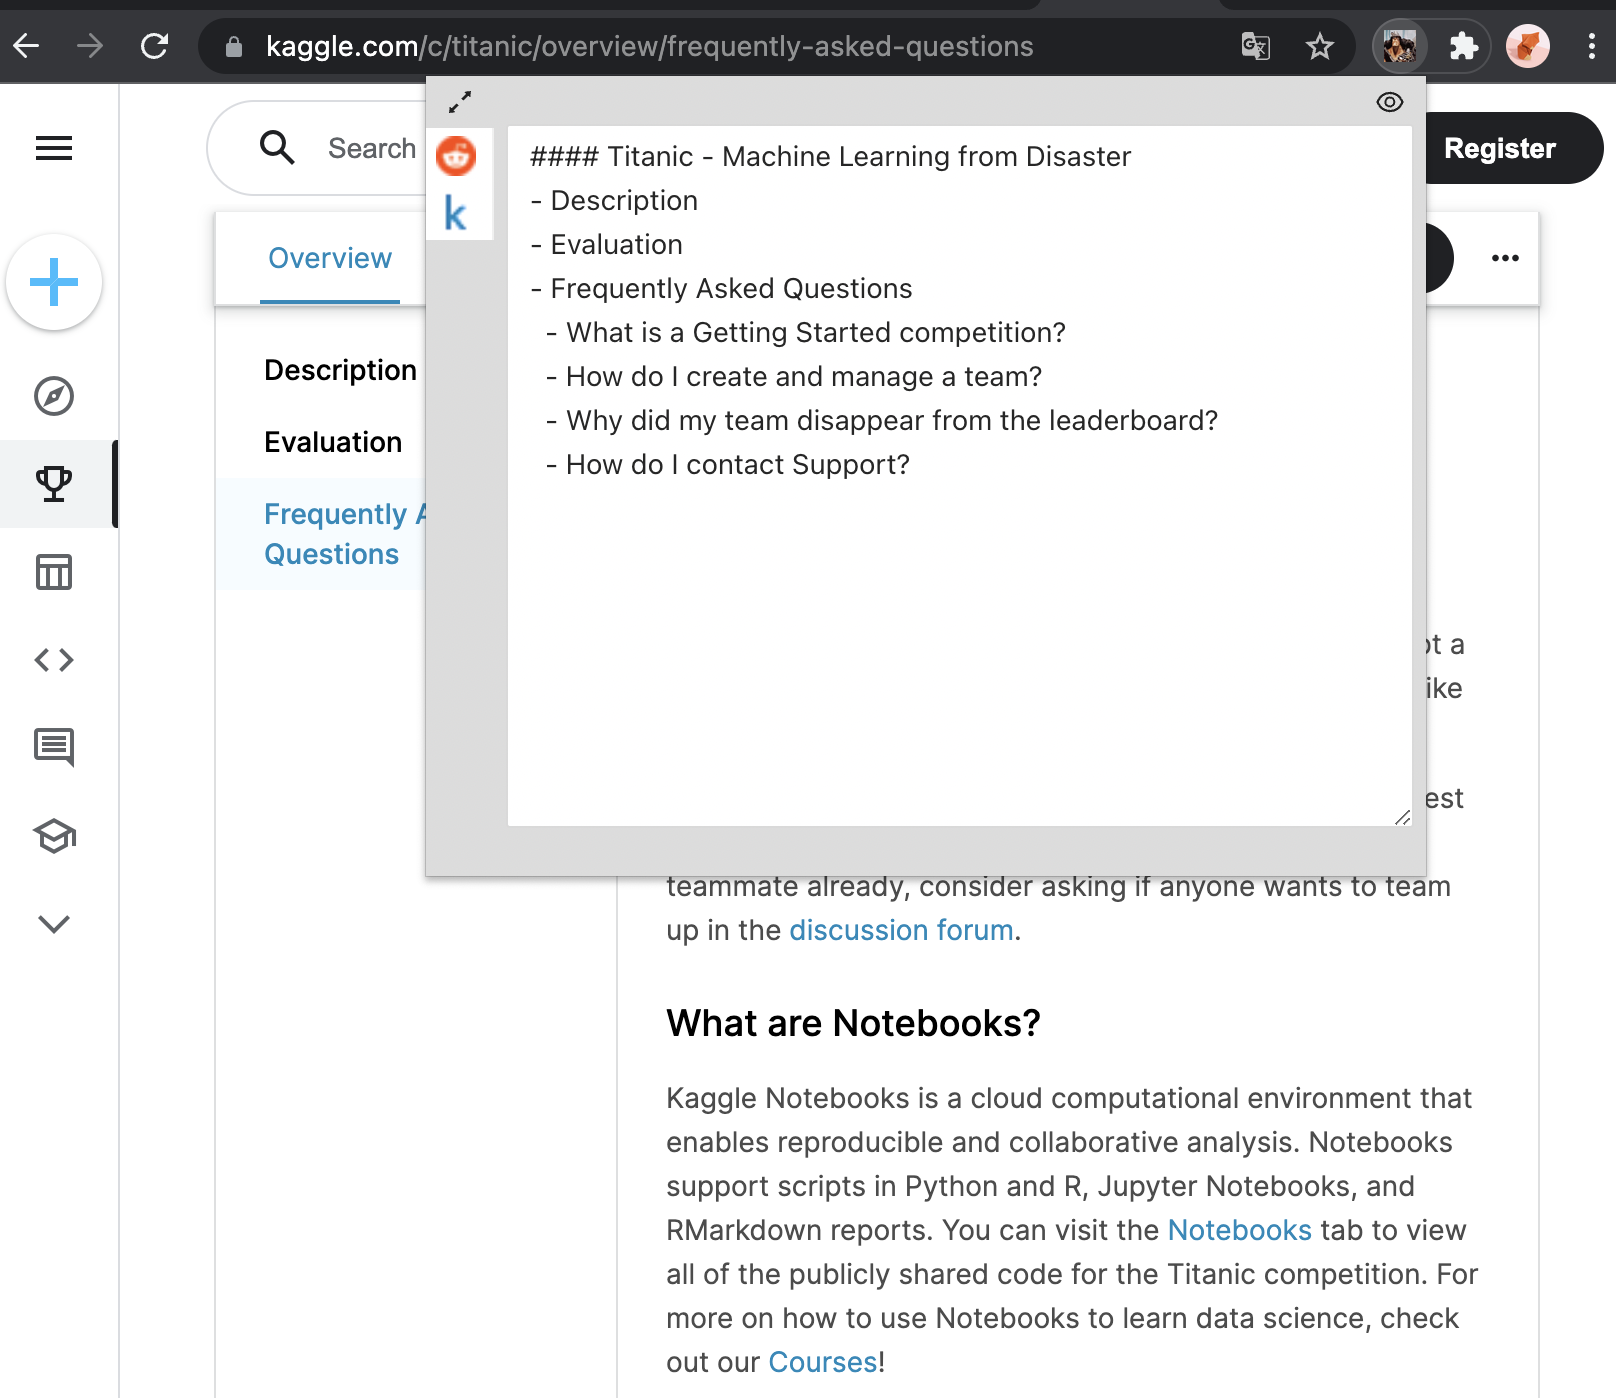 kaggle.com/c/titanic/overview/frequently-asked-questions
Search
Register
#### Titanic - Machine Learning from Disaster
- Description
- Evaluation
- Frequently Asked Questions
- What is a Getting Started competition?
- How do I create and manage a team?
- Why did my team disappear from the leaderboard?
- How do I contact Support?
Overview
Description
Evaluation
Frequently
Questions
a
teammate already, consider asking if anyone wants to team
up in the discussion forum.
What are Notebooks?
Kaggle Notebooks is a cloud computational environment that
enables reproducible and collaborative analysis. Notebooks
support scripts in Python and R, Jupyter Notebooks, and
RMarkdown reports. You can visit the Notebooks tab to view
all of the publicly shared code for the Titanic competition. For
more on how to use Notebooks to learn data science, check
out our Courses!